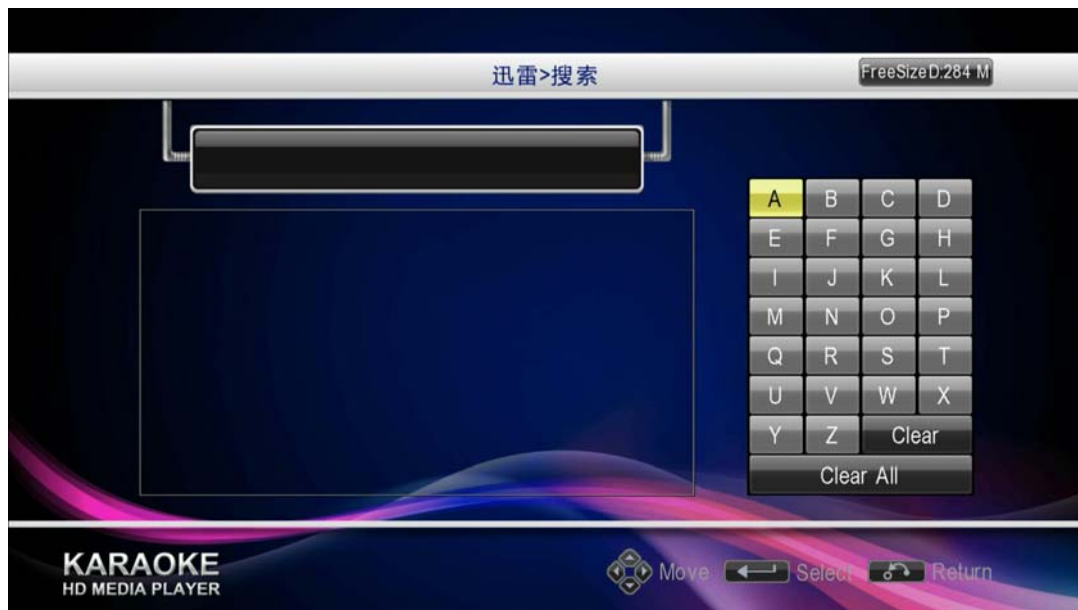 迅雷>搜索
FreeSizeD:284 M
A B C D
E F G H
I J K L
M N O P
Q R S T
U V W X
Y Z Clear
Clear All
KARAOKE
HD MEDIA PLAYER
Move Select Return